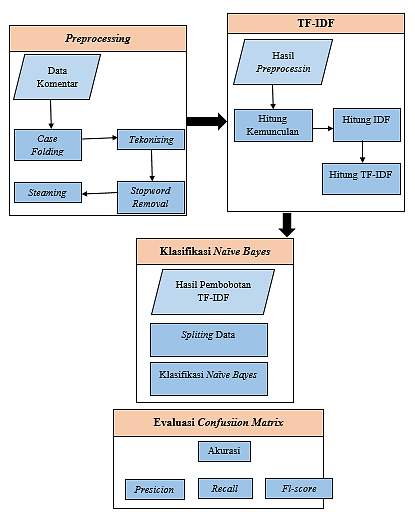 Preprocessing
Data
Komentar
Case
Folding
Tekonising
Steaming
Stopword
Removal
TF-IDF
Hasil
Preprocessin
Hitung
Kemunculan
Hitung IDF
Hitung TF-IDF
Klasifikasi Naïve Bayes
Hasil Pembobotan
TF-IDF
Spliting Data
Klasifikasi Naïve Bayes
Evaluasi Confusiion Matrix
Akurasi
Presicion
Recall
Fl-score